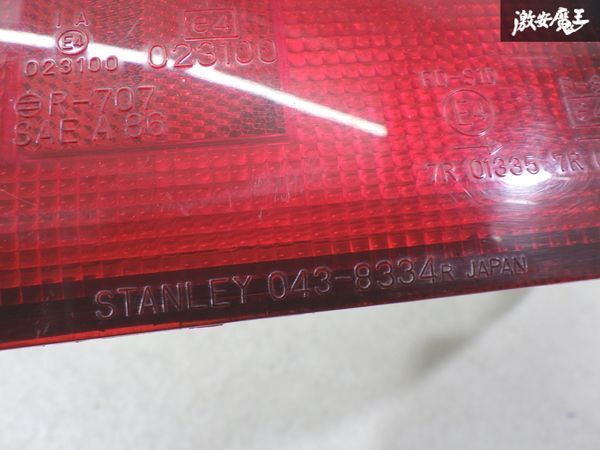 激安魔王
IA
E4
e4
023100
023100
R-707
SAE A 86
E4
7R 01335 7R
STANLEY 043-8334R JAPAN